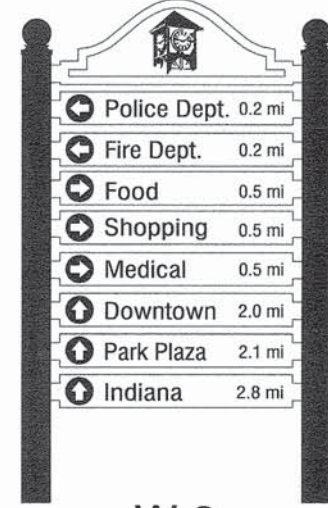 Police Dept. 0.2 mi
Fire Dept. 0.2 mi
Food 0.5 mi
Shopping 0.5 mi
Medical 0.5 mi
Downtown 2.0 mi
Park Plaza 2.1 mi
Indiana 2.8 mi